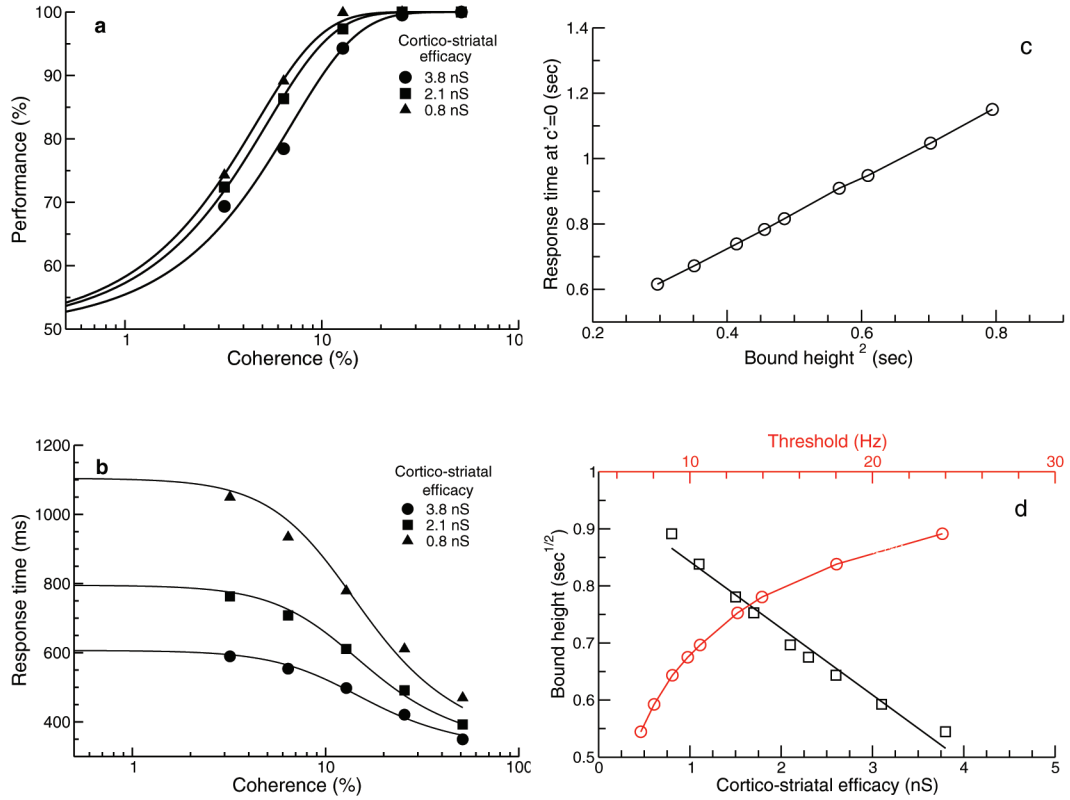 a
Performance (%)
100
90
80
70
60
50
Cortico-striatal
efficacy
3.8 nS
2.1 nS
0.8 nS
1
10
10
Coherence (%)
c
Response time at c'=0 (sec)
1.4
1.2
1
0.8
0.6
0.2
0.4
0.6
0.8
Bound height 2 (sec)
b
Response time (ms)
1200
1000
800
600
400
Cortico-striatal
efficacy
3.8 nS
2.1 nS
0.8 nS
1
10
100
Coherence (%)
Threshold (Hz)
10
20
30
d
Bound height (sec1/2)
1
0.9
0.8
0.7
0.6
0.5
0
1
2
3
4
5
Cortico-striatal efficacy (nS)